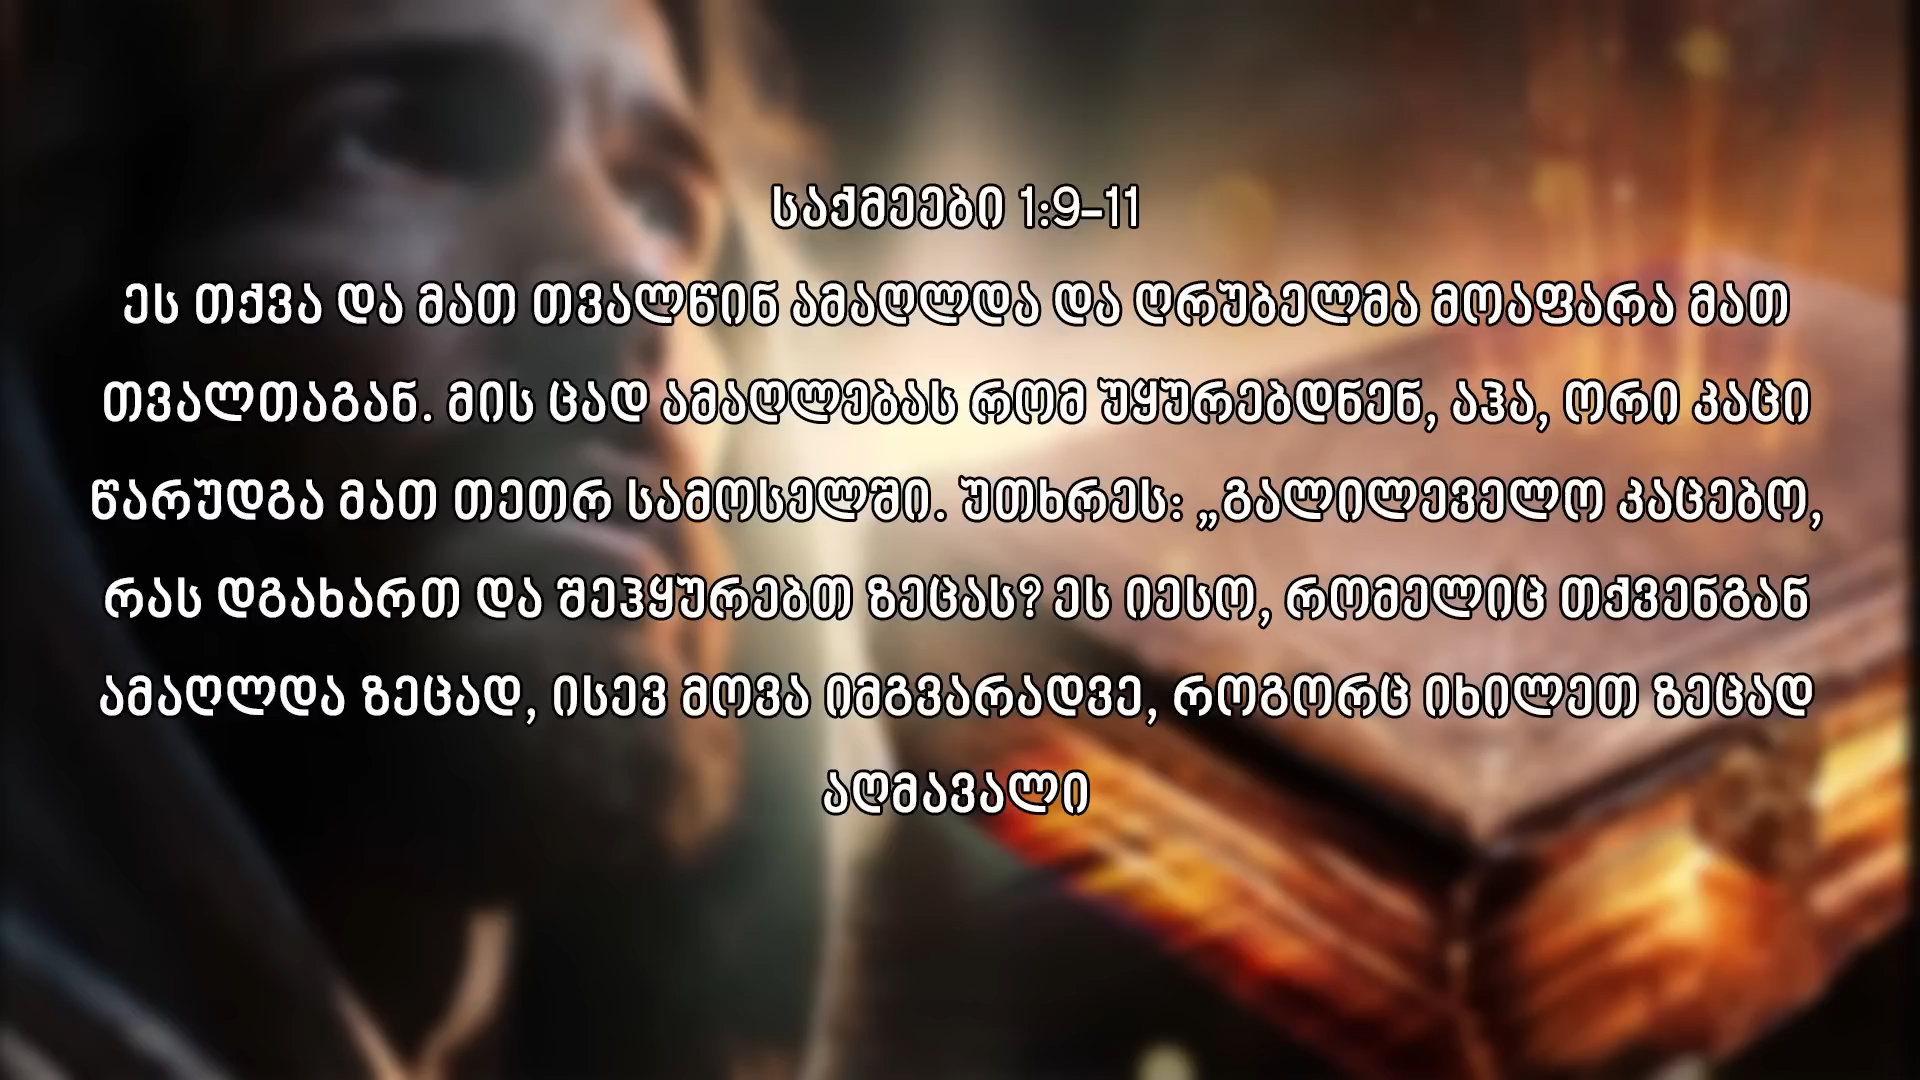 საქმეები 1:9-11
ეს თქვა და მათ თვალწინ ამაღლდა და ღრუბელმა მოაფარა მათ
თვალთაგან. მის ცად ამაღლებას რომ უყურებდნენ, აჰა, ორი კაცი
წარუდგა მათ თეთრ სამოსელში. უთხრეს: „გალილეველო კაცებო,
რას დგახართ და შეჰყურებთ ზეცას? ეს იესო, რომელიც თქვენგან
ამაღლდა ზეცად, ისევ მოვა იმგვარადვე, როგორც იხილეთ ზეცად
აღმავალი